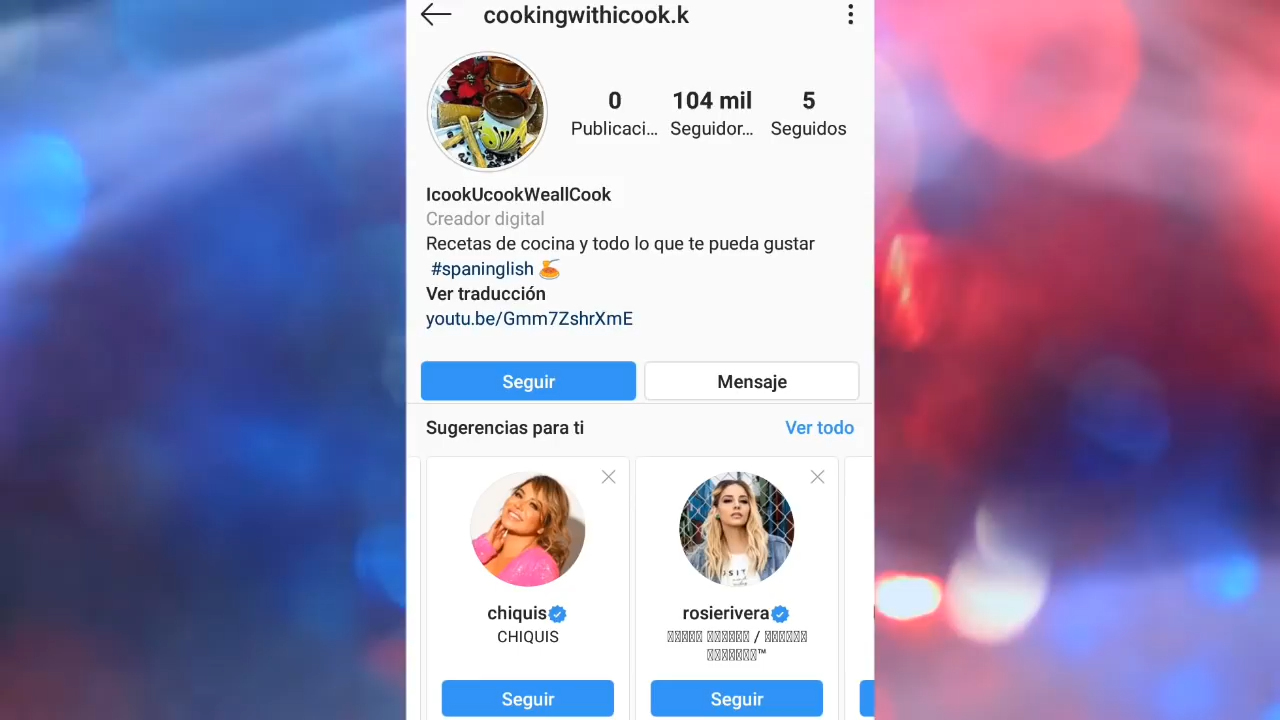 cookingwithicook.k
0 104 mil 5
Publicaci... Seguidor... Seguidos
IcookUcookWeallCook
Creador digital
Recetas de cocina y todo lo que te pueda gustar
#spaninglish
Ver traducción
youtu.be/Gmm7ZshrXmE
Seguir Mensaje
Sugerencias para ti Ver todo
chiquis rosierivera
CHIQUIS
Seguir Seguir